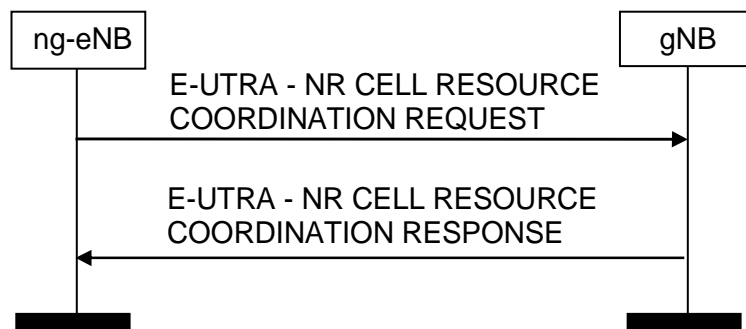 ng-eNB
gNB
E-UTRA - NR CELL RESOURCE
COORDINATION REQUEST
E-UTRA - NR CELL RESOURCE
COORDINATION RESPONSE